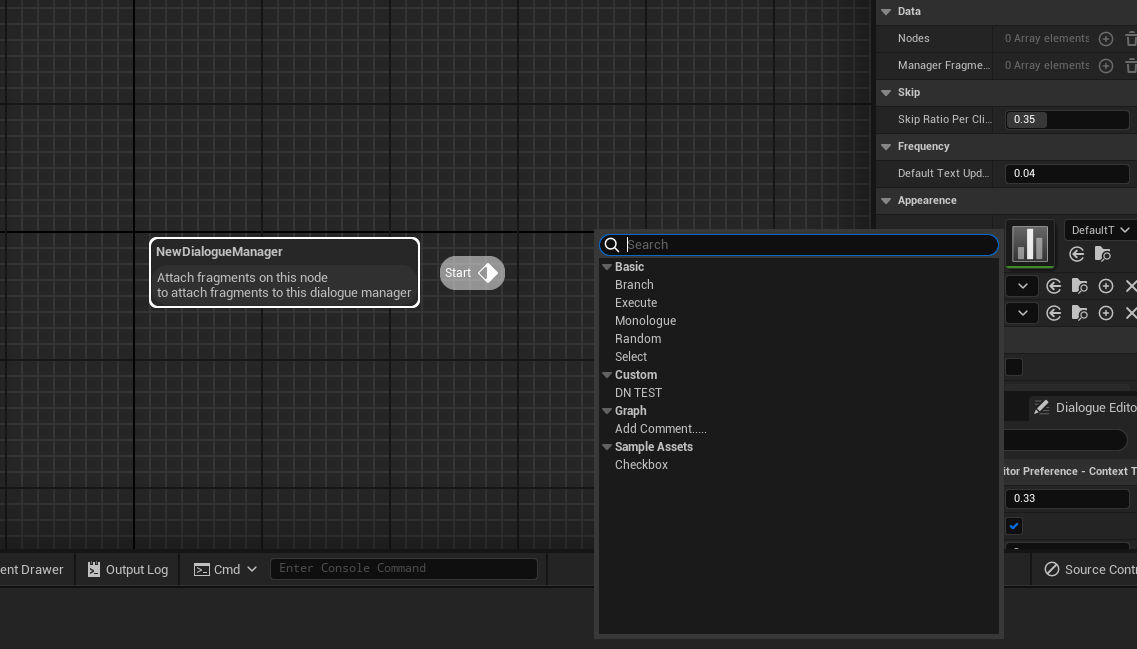 Data
Nodes
0 Array elements
Manager Fragme...
0 Array elements
Skip
Skip Ratio Per Cli...
0.35
Frequency
Default Text Upd...
0.04
Appearence
DefaultT
NewDialogueManager
Attach fragments on this node
to attach fragments to this dialogue manager
Start
Search
Basic
Branch
Execute
Monologue
Random
Select
Custom
DN TEST
Graph
Add Comment.....
Sample Assets
Checkbox
Dialogue Edito
itor Preference - Context T
0.33
ent Drawer
Output Log
Cmd
Enter Console Command
Source Contr